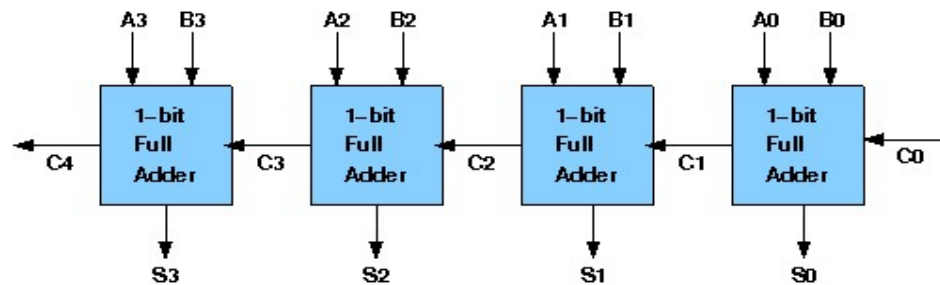 A3 B3 A2 B2 A1 B1 A0 B0
1-bit 1-bit 1-bit 1-bit
Full Full Full Full
C4 C3 C2 C1 C0
Adder Adder Adder Adder
S3 S2 S1 S0